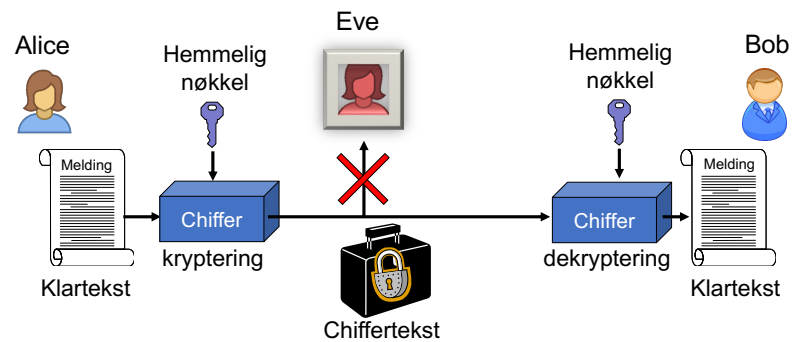 Alice
Eve
Bob
Hemmelig
nøkkel
Hemmelig
nøkkel
Melding
Melding
Chiffer
Chiffer
kryptering
dekryptering
Klartekst
Klartekst
Chiffertekst